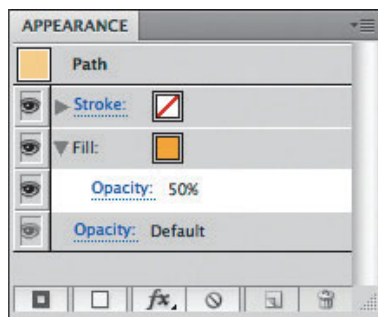 APPEARANCE
Path
Stroke:
Fill:
Opacity: 50%
Opacity: Default
fx